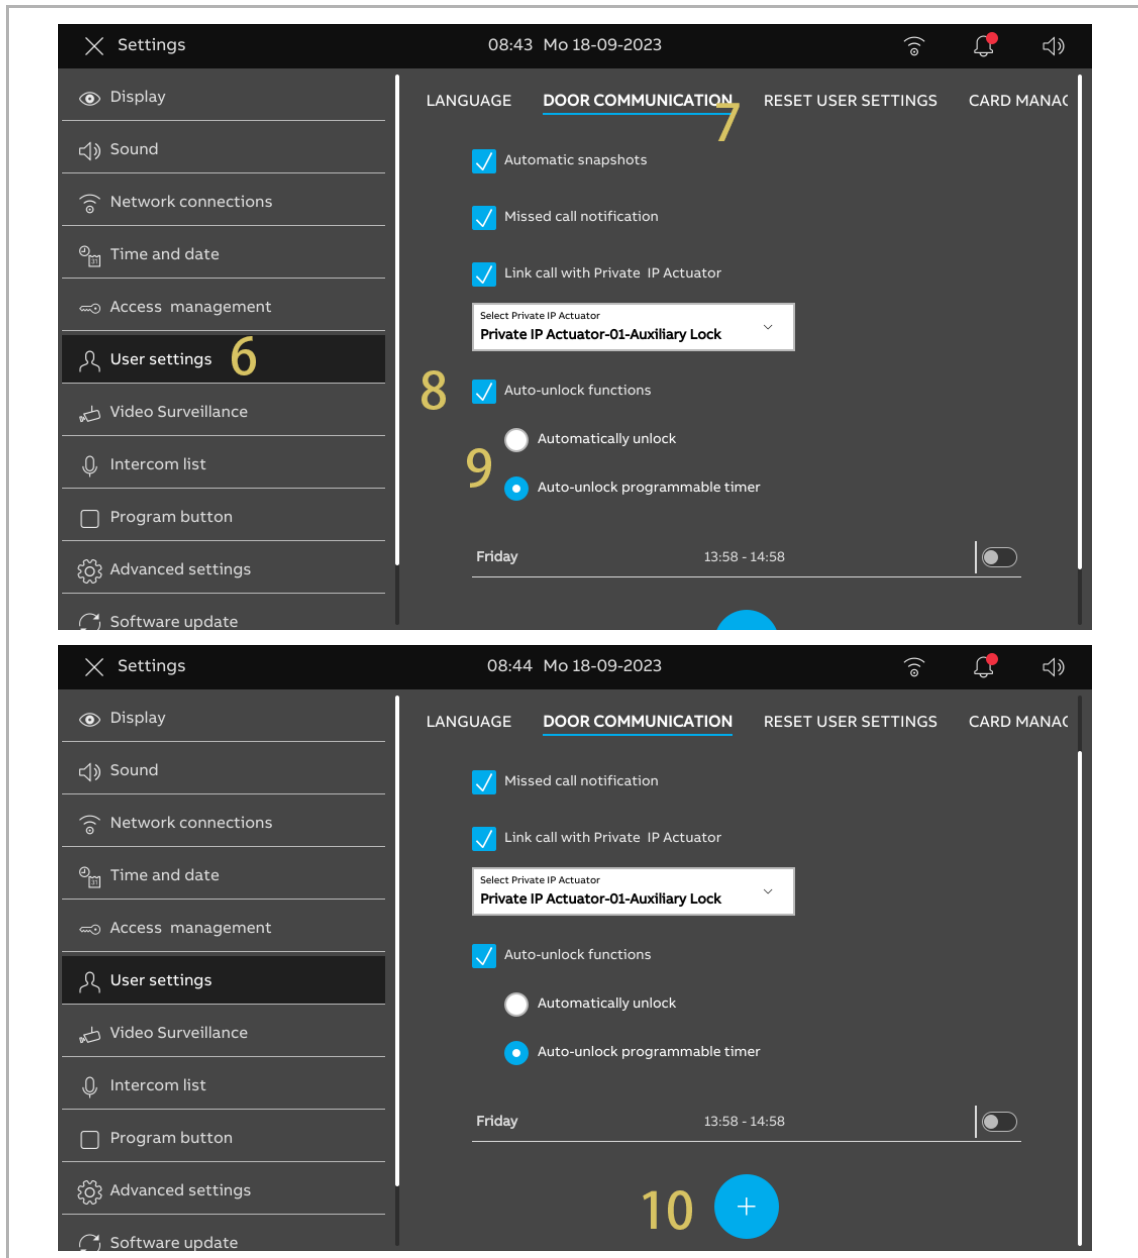 Settings
08:43 Mo 18-09-2023
Display
Sound
Network connections
Time and date
Access management
User settings
6
Video Surveillance
Intercom list
Program button
Advanced settings
Software update
LANGUAGE DOOR COMMUNICATION RESET USER SETTINGS CARD MANAC
7
Automatic snapshots
Missed call notification
Link call with Private IP Actuator
Select Private IP Actuator
Private IP Actuator-01-Auxiliary Lock
8
Auto-unlock functions
Automatically unlock
9
Auto-unlock programmable timer
Friday 13:58 - 14:58
Settings
08:44 Mo 18-09-2023
Display
Sound
Network connections
Time and date
Access management
User settings
Video Surveillance
Intercom list
Program button
Advanced settings
Software update
LANGUAGE DOOR COMMUNICATION RESET USER SETTINGS CARD MANAC
Missed call notification
Link call with Private IP Actuator
Select Private IP Actuator
Private IP Actuator-01-Auxiliary Lock
Auto-unlock functions
Automatically unlock
Auto-unlock programmable timer
Friday 13:58 - 14:58
10 +